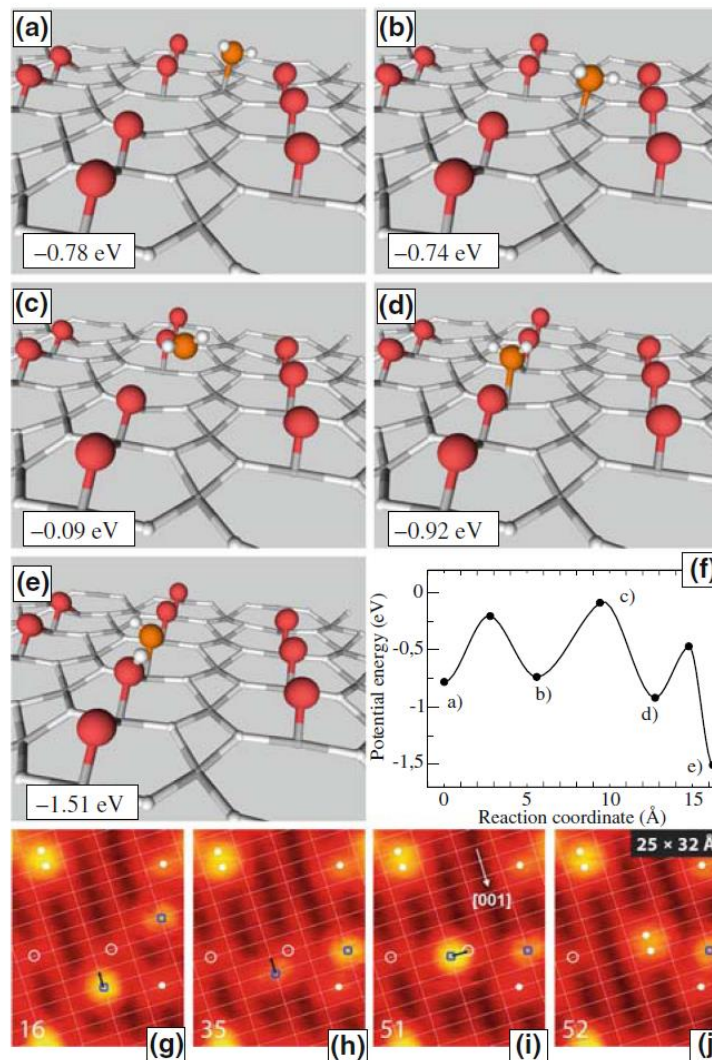 (a)
(b)
−0.78 eV
−0.74 eV
(c)
(d)
−0.09 eV
−0.92 eV
(e)
(f)
−1.51 eV
Potential energy (eV)
0
-0,5
-1
-1,5
a)
b)
c)
d)
e)
0
5
10
15
Reaction coordinate (Å)
25 × 32 Å
[001]
16
35
51
52
(g)
(h)
(i)
(j)